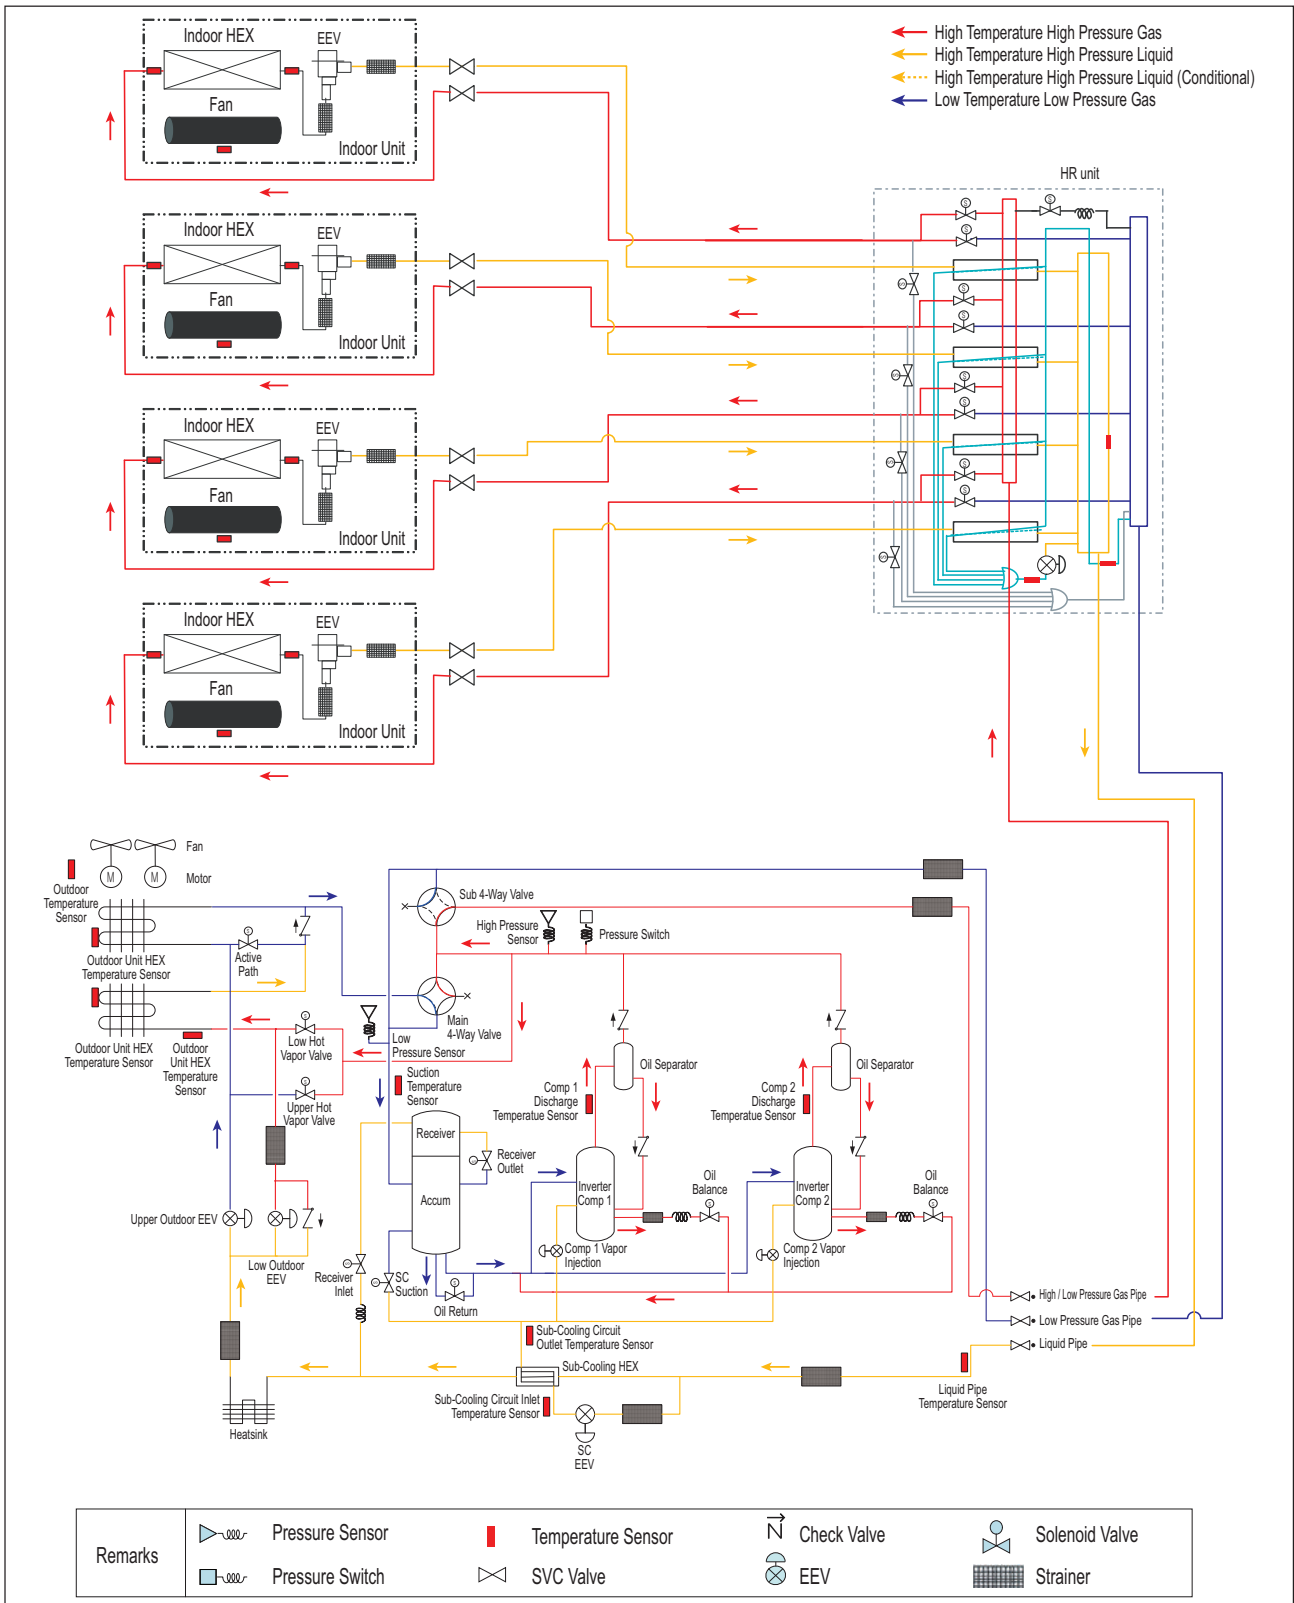 High Temperature High Pressure Gas
High Temperature High Pressure Liquid
High Temperature High Pressure Liquid (Conditional)
Low Temperature Low Pressure Gas
Indoor HEX
EEV
Fan
Indoor Unit
HR unit
Indoor HEX
EEV
Fan
Indoor Unit
Indoor HEX
EEV
Fan
Indoor Unit
Indoor HEX
EEV
Fan
Indoor Unit
S
S
S
S
S
S
S
S
S
S
S
S
S
Fan
M
M
Motor
Outdoor
Temperature
Sensor
Sub 4-Way Valve
High Pressure
Sensor
Pressure Switch
S
Active
Path
Outdoor Unit HEX
Temperature Sensor
Main
4-Way Valve
S
Low Hot
Vapor Valve
Low
Pressure Sensor
Outdoor Unit HEX
Temperature Sensor
Outdoor
Unit HEX
Temperature
Sensor
Suction
Temperature
Sensor
S
Upper Hot
Vapor Valve
Oil Separator
Comp 1
Discharge
Temperatue Sensor
Oil Separator
Comp 2
Discharge
Temperatue Sensor
Receiver
S
Receiver
Outlet
Accum
Inverter
Comp 1
Oil
Balance
S
Inverter
Comp 2
Oil
Balance
S
Upper Outdoor EEV
Low Outdoor
EEV
S
Receiver
Inlet
S
SC
Suction
S
Oil Return
Comp 1 Vapor
Injection
Comp 2 Vapor
Injection
High / Low Pressure Gas Pipe
Low Pressure Gas Pipe
Liquid Pipe
Sub-Cooling Circuit
Outlet Temperature Sensor
Sub-Cooling HEX
Sub-Cooling Circuit Inlet
Temperature Sensor
SC
EEV
Liquid Pipe
Temperature Sensor
Heatsink
Remarks
Pressure Sensor
Temperature Sensor
Check Valve
Solenoid Valve
Pressure Switch
SVC Valve
EEV
Strainer